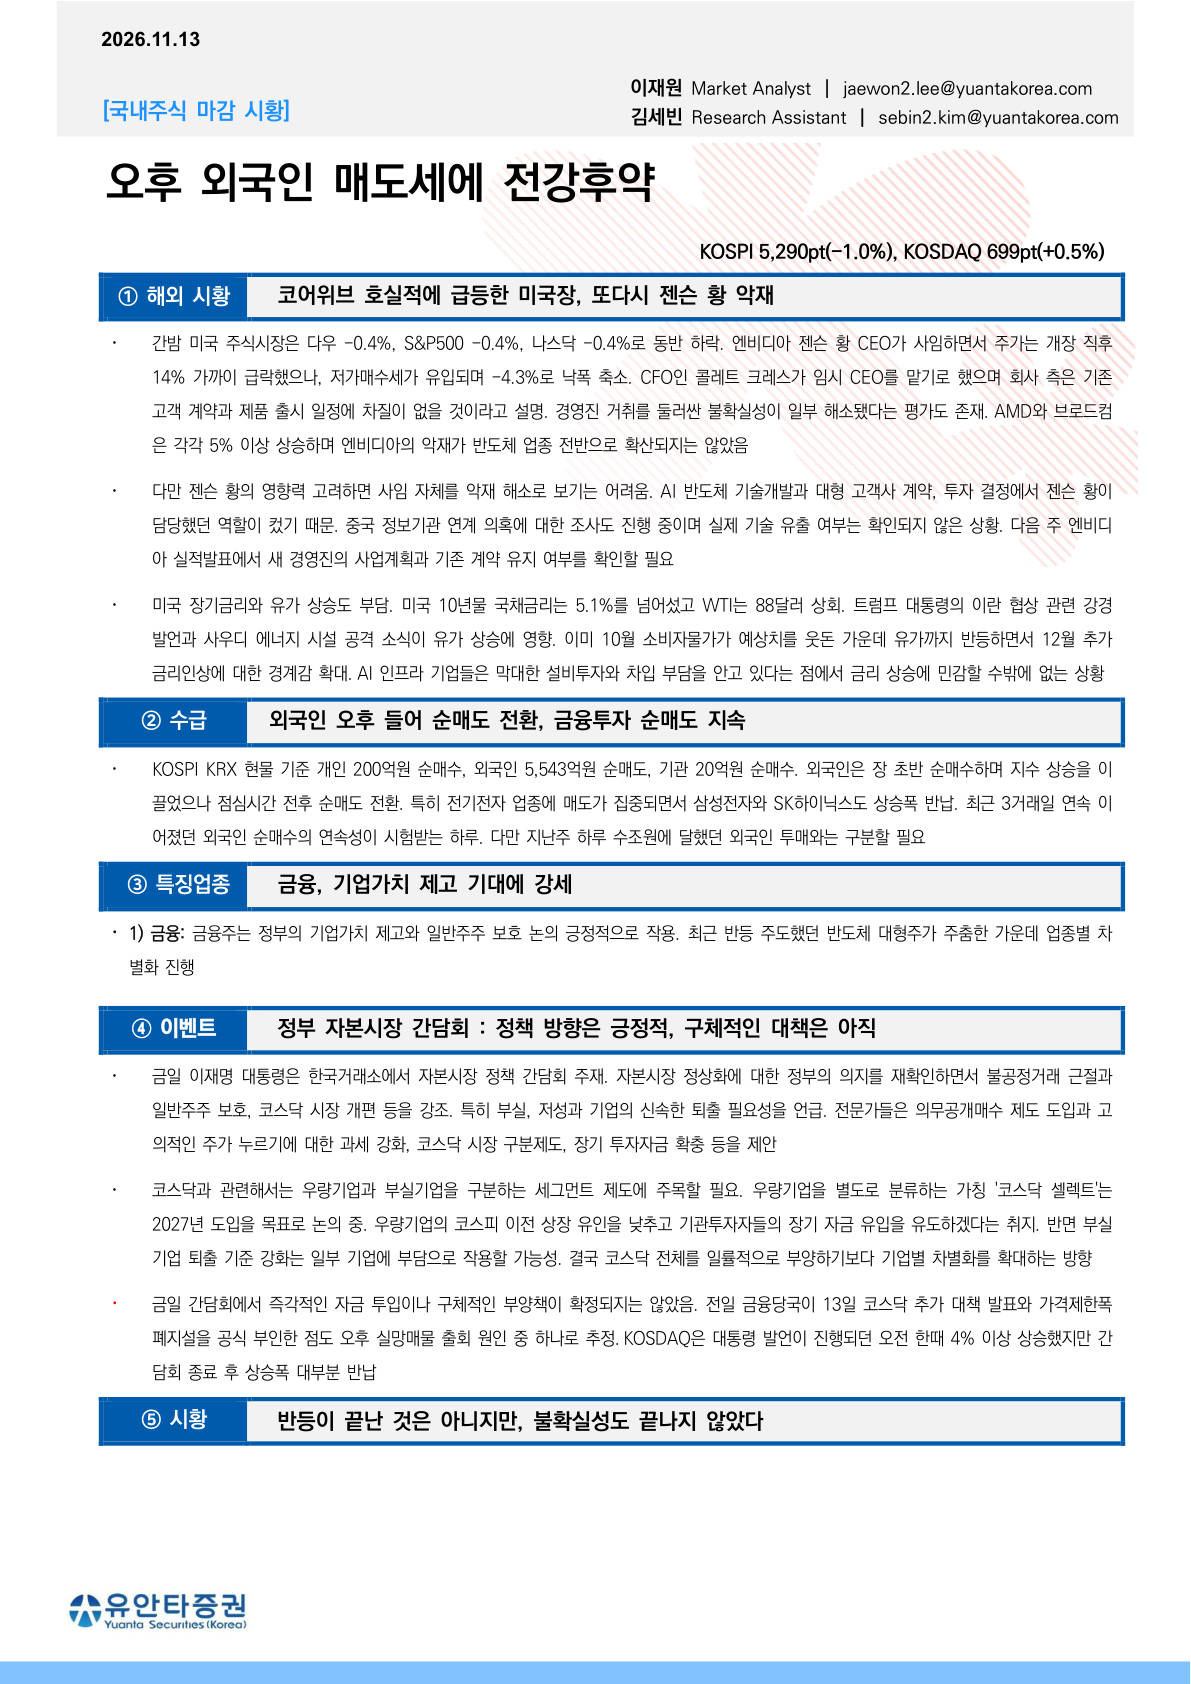 2026.11.13
이재원 Market Analyst | jaewon2.lee@yuantakorea.com
[국내주식 마감 시황]
김세빈 Research Assistant | sebin2.kim@yuantakorea.com
오후 외국인 매도세에 전강후약
KOSPI 5,290pt(-1.0%), KOSDAQ 699pt(+0.5%)
① 해외 시황 코어위브 호실적에 급등한 미국장, 또다시 젠슨 황 악재
· 간밤 미국 주식시장은 다우 -0.4%, S&P500 -0.4%, 나스닥 -0.4%로 동반 하락. 엔비디아 젠슨 황 CEO가 사임하면서 주가는 개장 직후
14% 가까이 급락했으나, 저가매수세가 유입되며 -4.3%로 낙폭 축소. CFO인 콜레트 크레스가 임시 CEO를 맡기로 했으며 회사 측은 기존
고객 계약과 제품 출시 일정에 차질이 없을 것이라고 설명. 경영진 거취를 둘러싼 불확실성이 일부 해소됐다는 평가도 존재. AMD와 브로드컴
은 각각 5% 이상 상승하며 엔비디아의 악재가 반도체 업종 전반으로 확산되지는 않았음
· 다만 젠슨 황의 영향력 고려하면 사임 자체를 악재 해소로 보기는 어려움. AI 반도체 기술개발과 대형 고객사 계약, 투자 결정에서 젠슨 황이
담당했던 역할이 컸기 때문. 중국 정보기관 연계 의혹에 대한 조사도 진행 중이며 실제 기술 유출 여부는 확인되지 않은 상황. 다음 주 엔비디
아 실적발표에서 새 경영진의 사업계획과 기존 계약 유지 여부를 확인할 필요
· 미국 장기금리와 유가 상승도 부담. 미국 10년물 국채금리는 5.1%를 넘어섰고 WTI는 88달러 상회. 트럼프 대통령의 이란 협상 관련 강경
발언과 사우디 에너지 시설 공격 소식이 유가 상승에 영향. 이미 10월 소비자물가가 예상치를 웃돈 가운데 유가까지 반등하면서 12월 추가
금리인상에 대한 경계감 확대. AI 인프라 기업들은 막대한 설비투자와 차입 부담을 안고 있다는 점에서 금리 상승에 민감할 수밖에 없는 상황
② 수급 외국인 오후 들어 순매도 전환, 금융투자 순매도 지속
· KOSPI KRX 현물 기준 개인 200억원 순매수, 외국인 5,543억원 순매도, 기관 20억원 순매수. 외국인은 장 초반 순매수하며 지수 상승을 이
끌었으나 점심시간 전후 순매도 전환. 특히 전기전자 업종에 매도가 집중되면서 삼성전자와 SK하이닉스도 상승폭 반납. 최근 3거래일 연속 이
어졌던 외국인 순매수의 연속성이 시험받는 하루. 다만 지난주 하루 수조원에 달했던 외국인 투매와는 구분할 필요
③ 특징업종 금융, 기업가치 제고 기대에 강세
· 1) 금융: 금융주는 정부의 기업가치 제고와 일반주주 보호 논의 긍정적으로 작용. 최근 반등 주도했던 반도체 대형주가 주춤한 가운데 업종별 차
별화 진행
④ 이벤트 정부 자본시장 간담회 : 정책 방향은 긍정적, 구체적인 대책은 아직
· 금일 이재명 대통령은 한국거래소에서 자본시장 정책 간담회 주재. 자본시장 정상화에 대한 정부의 의지를 재확인하면서 불공정거래 근절과
일반주주 보호, 코스닥 시장 개편 등을 강조. 특히 부실, 저성과 기업의 신속한 퇴출 필요성을 언급. 전문가들은 의무공개매수 제도 도입과 고
의적인 주가 누르기에 대한 과세 강화, 코스닥 시장 구분제도, 장기 투자자금 확충 등을 제안
· 코스닥과 관련해서는 우량기업과 부실기업을 구분하는 세그먼트 제도에 주목할 필요. 우량기업을 별도로 분류하는 가칭 '코스닥 셀렉트'는
2027년 도입을 목표로 논의 중. 우량기업의 코스피 이전 상장 유인을 낮추고 기관투자자들의 장기 자금 유입을 유도하겠다는 취지. 반면 부실
기업 퇴출 기준 강화는 일부 기업에 부담으로 작용할 가능성. 결국 코스닥 전체를 일률적으로 부양하기보다 기업별 차별화를 확대하는 방향
· 금일 간담회에서 즉각적인 자금 투입이나 구체적인 부양책이 확정되지는 않았음. 전일 금융당국이 13일 코스닥 추가 대책 발표와 가격제한폭
폐지설을 공식 부인한 점도 오후 실망매물 출회 원인 중 하나로 추정. KOSDAQ은 대통령 발언이 진행되던 오전 한때 4% 이상 상승했지만 간
담회 종료 후 상승폭 대부분 반납
⑤ 시황 반등이 끝난 것은 아니지만, 불확실성도 끝나지 않았다
유안타증권
Yuanta Securities (Korea)